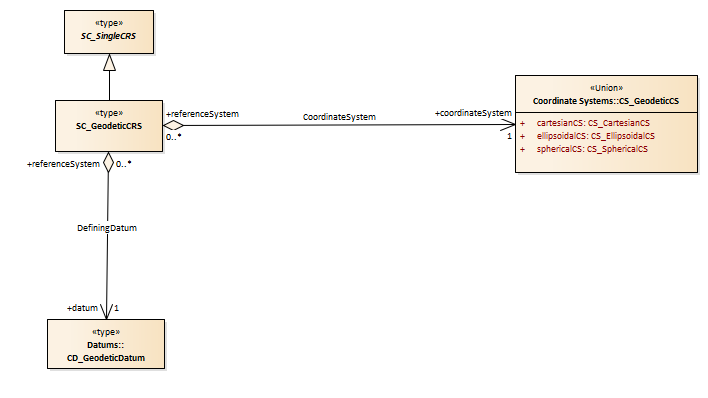 «type»
SC_SingleCRS
«type»
SC_GeodeticCRS
+referenceSystem
0..*
CoordinateSystem
+coordinateSystem
1
«Union»
Coordinate Systems::CS_GeodeticCS
+ cartesianCS: CS_CartesianCS
+ ellipsoidalCS: CS_EllipsoidalCS
+ sphericalCS: CS_SphericalCS
+referenceSystem
0..*
DefiningDatum
+datum
1
«type»
Datums::
CD_GeodeticDatum